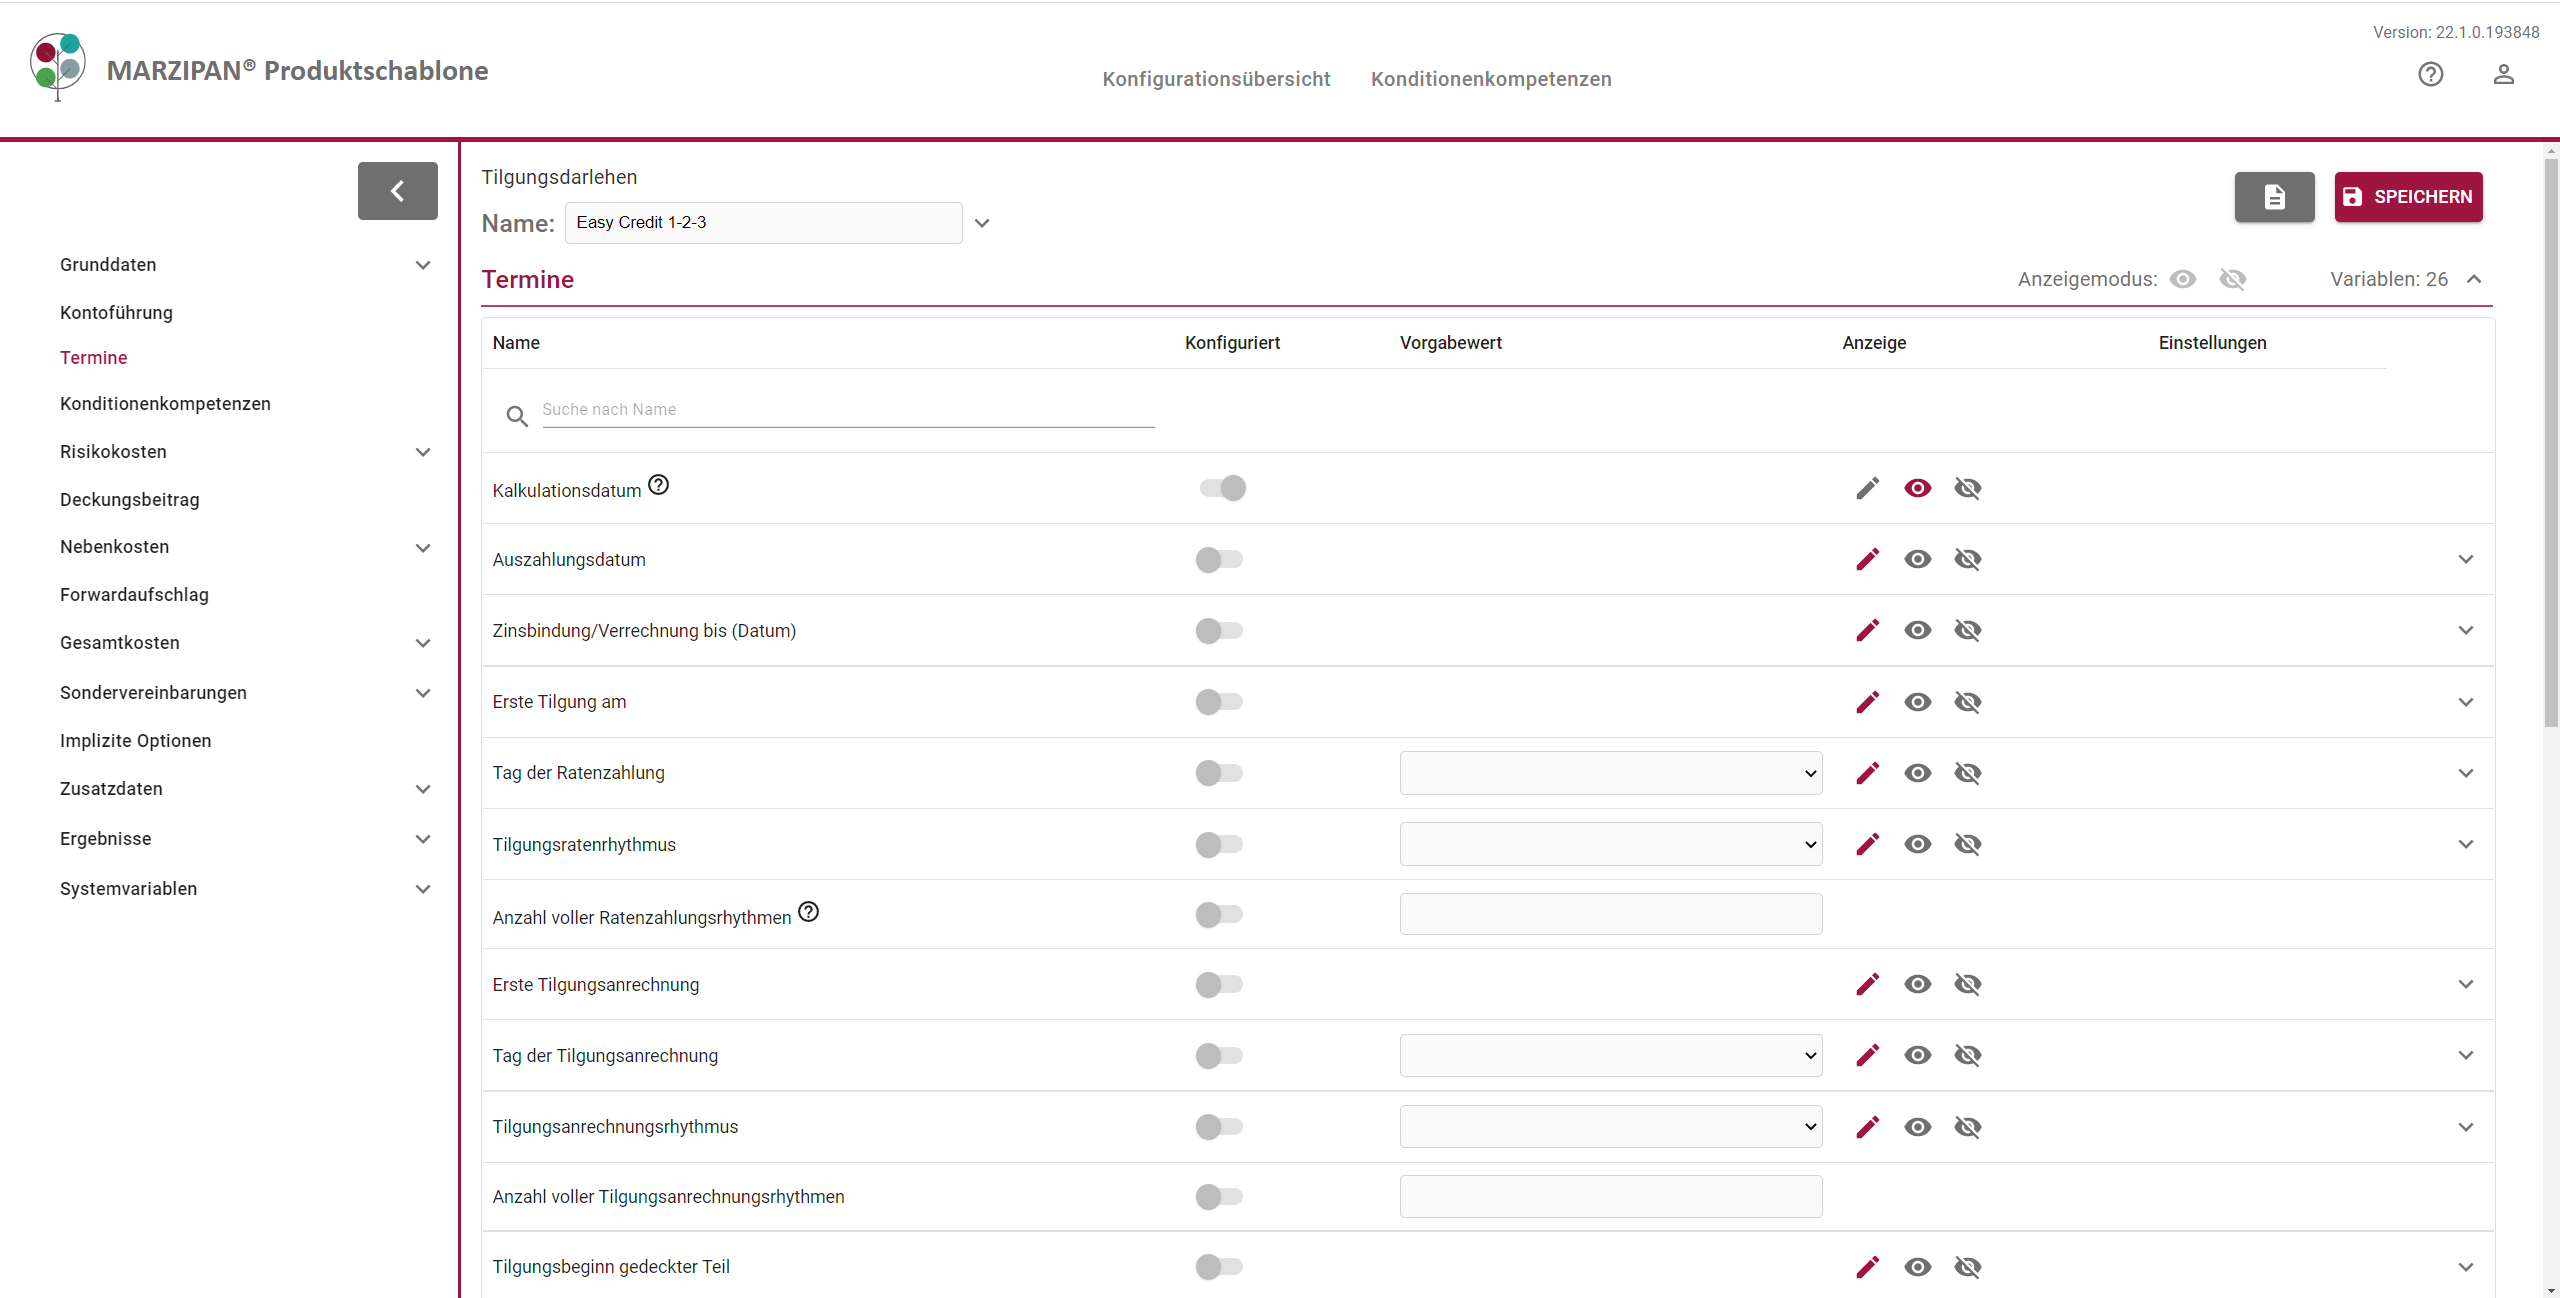 Version: 22.1.0.193848
MARZIPAN® Produktschablone
Konfigurationsübersicht Konditionenkompetenzen
Grunddaten
Kontoführung
Termine
Konditionenkompetenzen
Risikokosten
Deckungsbeitrag
Nebenkosten
Forwardaufschlag
Gesamtkosten
Sondervereinbarungen
Implizite Optionen
Zusatzdaten
Ergebnisse
Systemvariablen
Tilgungsdarlehen
Name: Easy Credit 1-2-3
SPEICHERN
Termine Anzeigemodus: Variablen: 26
Name Konfiguriert Vorgabewert Anzeige Einstellungen
Suche nach Name
Kalkulationsdatum
Auszahlungsdatum
Zinsbindung/Verrechnung bis (Datum)
Erste Tilgung am
Tag der Ratenzahlung
Tilgungsratenrhythmus
Anzahl voller Ratenzahlungsrhythmen
Erste Tilgungsanrechnung
Tag der Tilgungsanrechnung
Tilgungsanrechnungsrhythmus
Anzahl voller Tilgungsanrechnungsrhythmen
Tilgungsbeginn gedeckter Teil